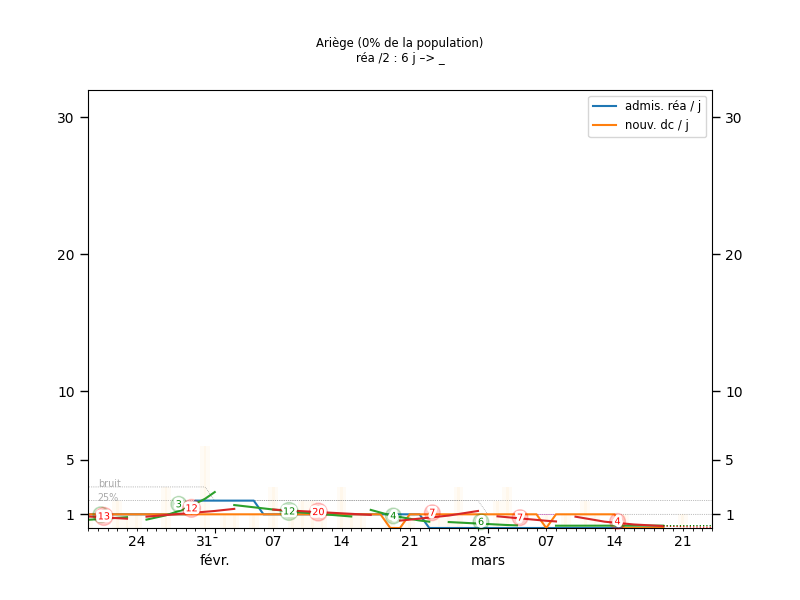 Ariège (0% de la population)
réa /2 : 6 j –> _
admis. réa / j
nouv. dc / j
30 30
20 20
10 10
5 5
1 1
bruit
25%
13 3 12 12 20 4 7 6 7 4
24 31 07 14 21 28 07 14 21
févr. mars